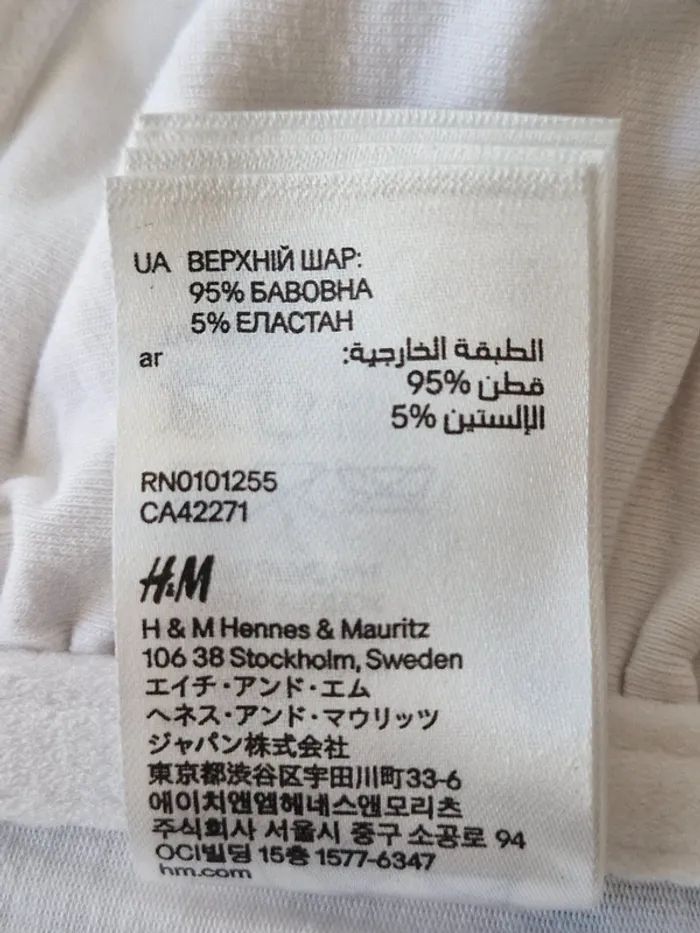 UA ВЕРХНІЙ ШАР:
95% БАВОВНА
5% ЕЛАСТАН
ar الطبقة الخارجية:
قطن %95
الإلستين %5
RN0101255
CA42271
H&M
H & M Hennes & Mauritz
106 38 Stockholm, Sweden
エイチ・アンド・エム
ヘネス・アンド・マウリッツ
ジャパン株式会社
東京都渋谷区宇田川町33-6
에이치앤엠헤네스앤모리츠
주식회사 서울시 중구 소공로 94
OCI빌딩 15층 1577-6347
hm.com